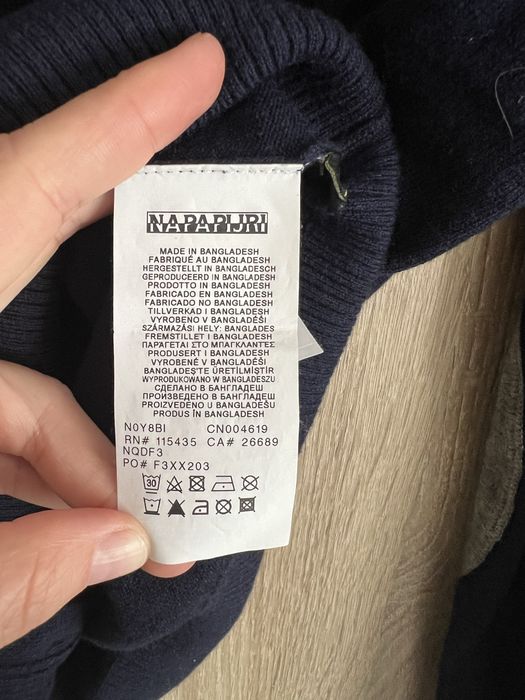 NAPAPIJRI
MADE IN BANGLADESH
FABRIQUÉ AU BANGLADESH
HERGESTELLT IN BANGLADESCH
GEPRODUCEERD IN BANGLADESH
PRODOTTO IN BANGLADESH
FABRICADO EN BANGLADESH
FABRICADO NO BANGLADESH
TILLVERKAD I BANGLADESH
VYROBENO V BANGLADÉŠI
SZÁRMAZÁSI HELY: BANGLADES
FREMSTILLET I BANGLADESH
ΠΑΡΑΓΕΤΑΙ ΣΤΟ ΜΠΑΓΚΛΑΝΤΕΣ
PRODUSERT I BANGLADESH
VYROBENÉ V BANGLADÉŠI
BANGLADEŞ'TE ÜRETİLMİŞTİR
WYPRODUKOWANO W BANGLADESZU
СДЕЛАНО В БАНГЛАДЕШ
ПРОИЗВЕДЕНО В БАНГЛАДЕШ
PROIZVEDENO U BANGLADEŠU
PRODUS ÎN BANGLADESH
N0Y8BI CN004619
RN# 115435 CA# 26689
NQDF3
PO# F3XX203
30
a